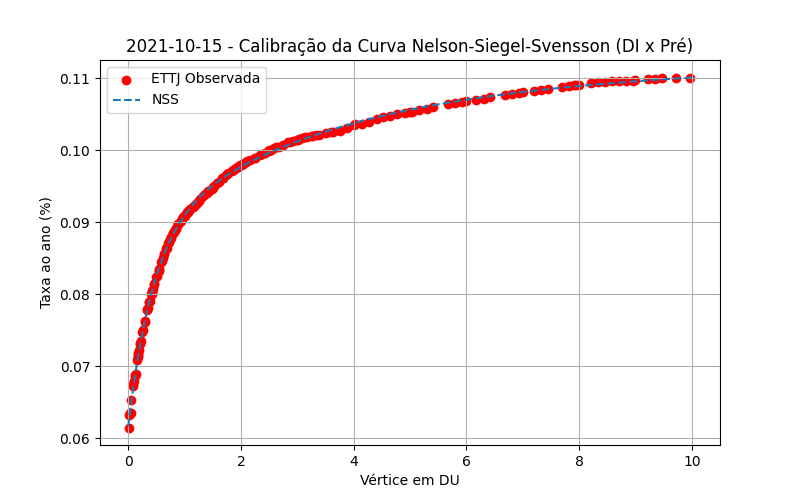 2021-10-15 - Calibração da Curva Nelson-Siegel-Svensson (DI x Pré)
ETTJ Observada
NSS
Taxa ao ano (%)
0.11
0.10
0.09
0.08
0.07
0.06
0 2 4 6 8 10
Vértice em DU